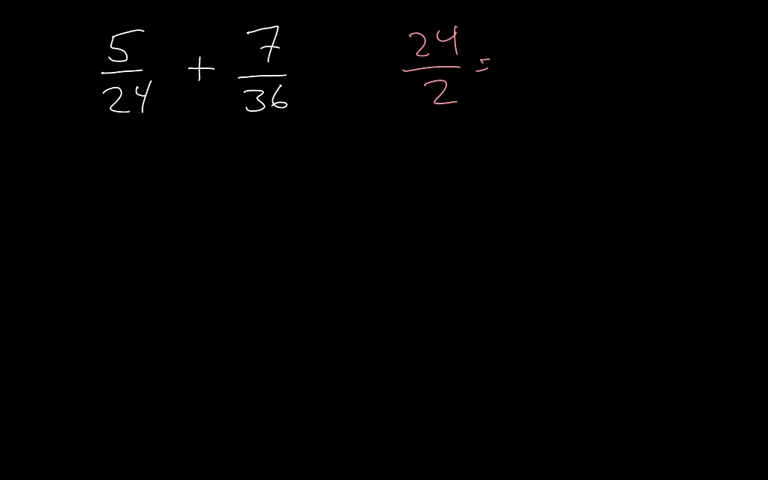 5/24 + 7/36
24/2 =